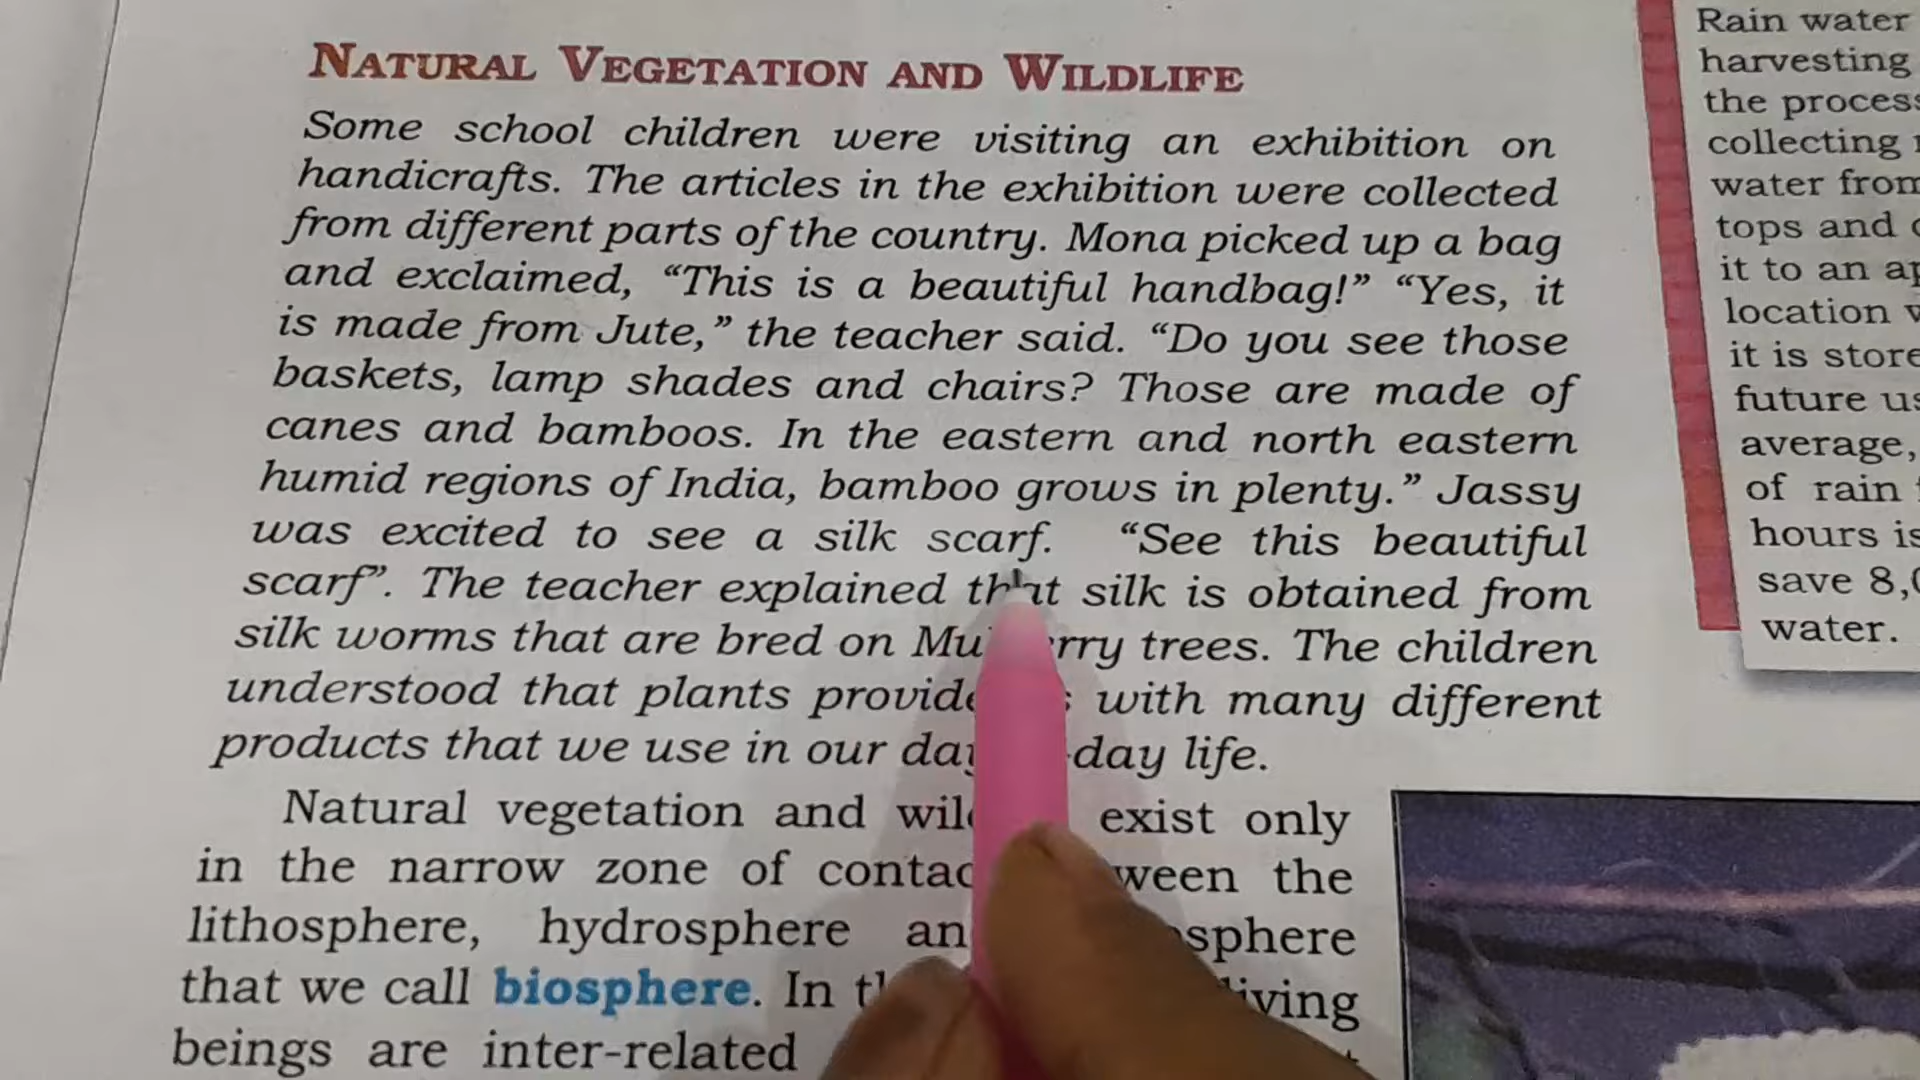 NATURAL VEGETATION AND WILDLIFE
Some school children were visiting an exhibition on
handicrafts. The articles in the exhibition were collected
from different parts of the country. Mona picked up a bag
and exclaimed, “This is a beautiful handbag!” “Yes, it
is made from Jute,” the teacher said. “Do you see those
baskets, lamp shades and chairs? Those are made of
canes and bamboos. In the eastern and north eastern
humid regions of India, bamboo grows in plenty.” Jassy
was excited to see a silk scarf. “See this beautiful
scarf”. The teacher explained that silk is obtained from
silk worms that are bred on trees. The children
understood that plants with many different
products that we use in our day life.
Natural vegetation and exist only
in the narrow zone of the
lithosphere, hydrosphere
that we call biosphere. In
beings are inter-related
Rain water
harvesting
the
collecting
water
tops and
it to an
location
it is
future
average,
of rain
hours
save
water.